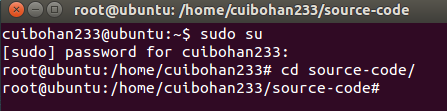 root@ubuntu: /home/cuibohan233/source-code
cuibohan233@ubuntu:~$ sudo su
[sudo] password for cuibohan233:
root@ubuntu:/home/cuibohan233# cd source-code/
root@ubuntu:/home/cuibohan233/source-code#